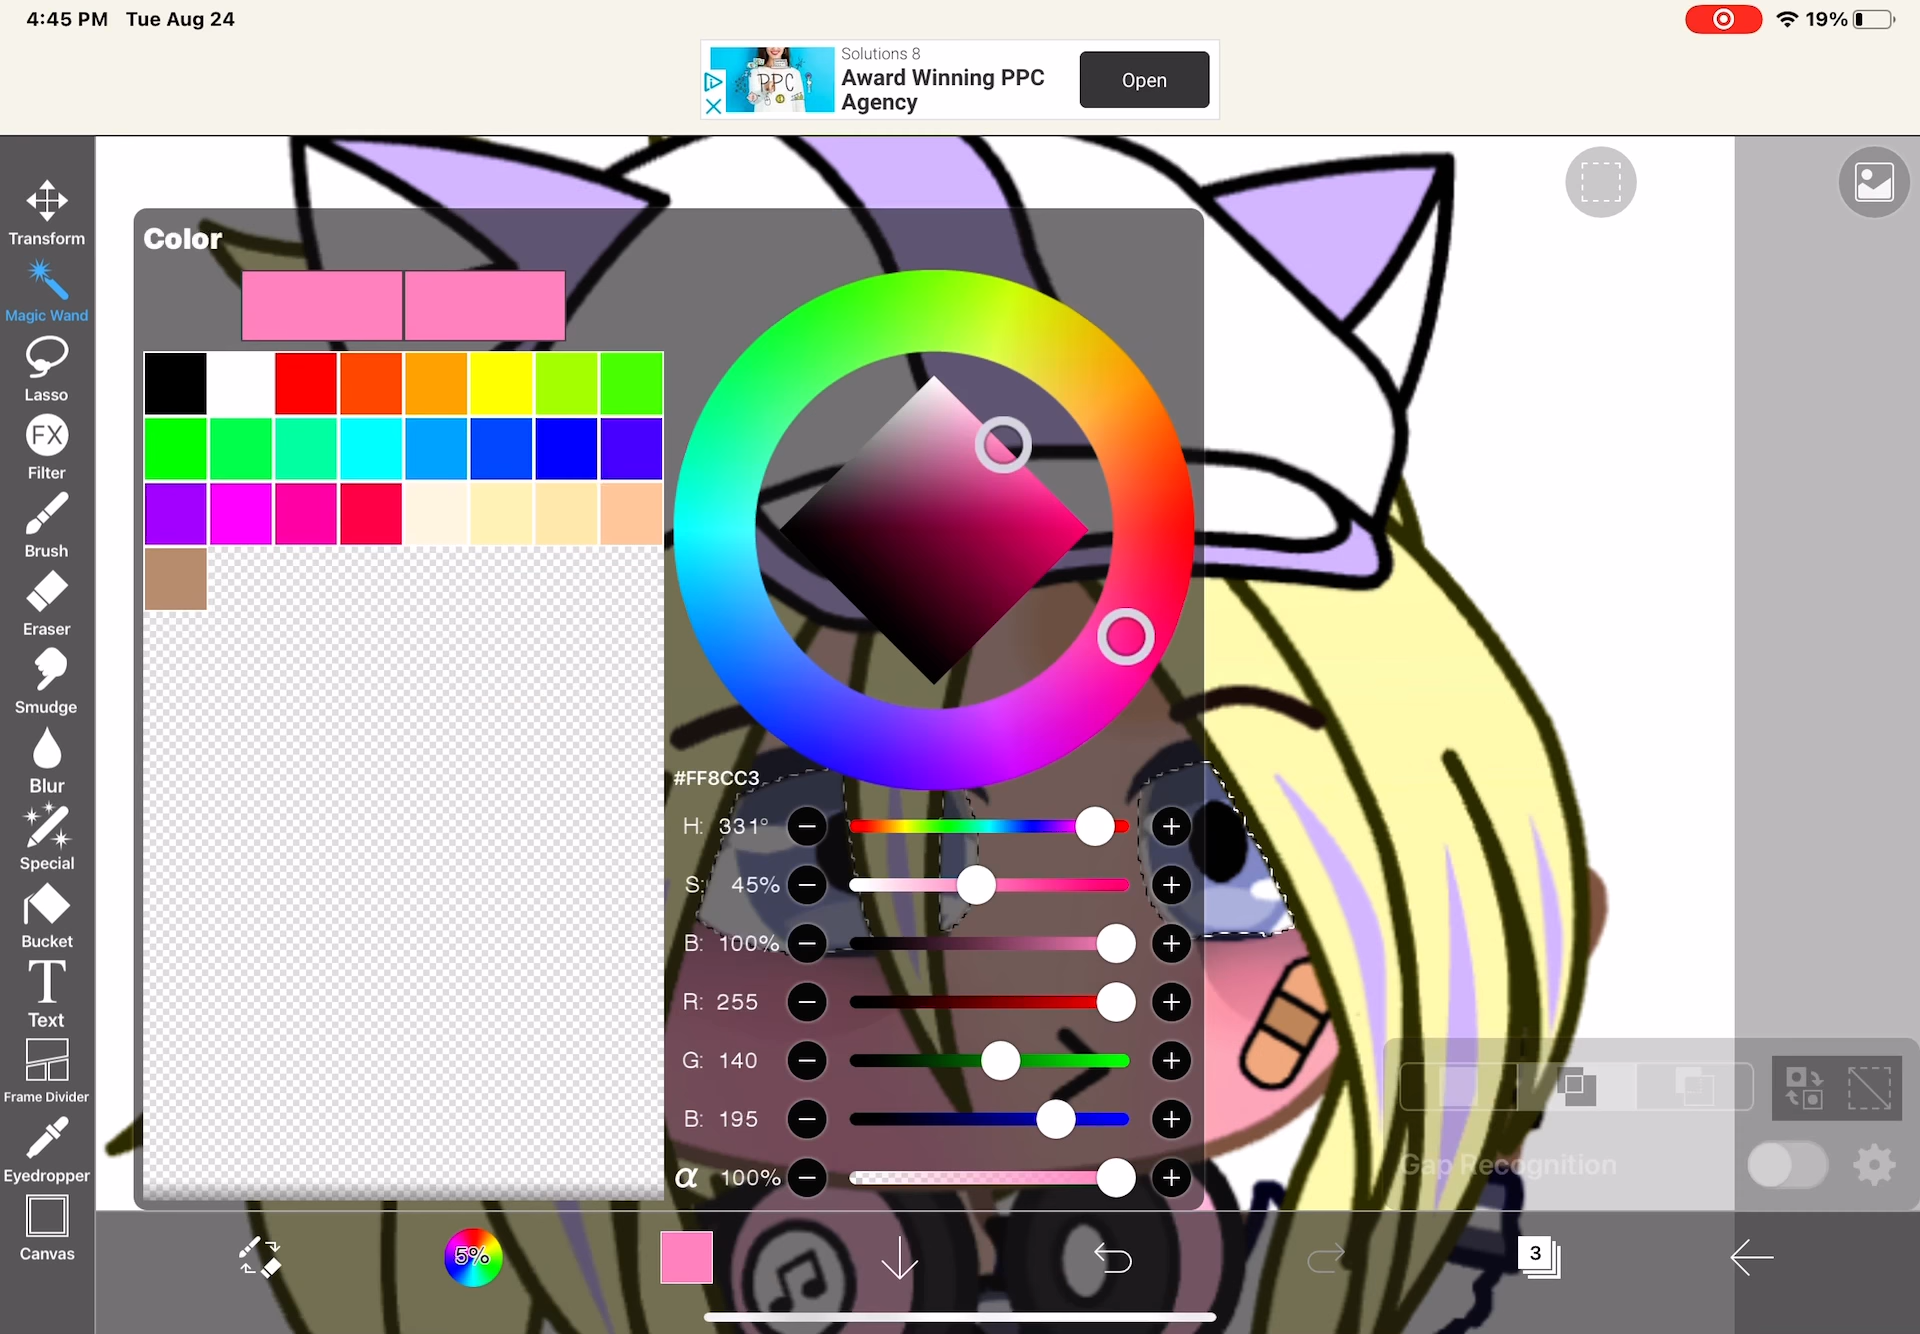 4:45 PM Tue Aug 24
19%
Solutions 8
PPC
Award Winning PPC
Agency
Open
Transform
Magic Wand
Lasso
FX
Filter
Brush
Eraser
Smudge
Blur
Special
Bucket
T
Text
Frame Divider
Eyedropper
Canvas
Color
#FF8CC3
H: 331°
S: 45%
B: 100%
R: 255
G: 140
B: 195
α 100%
Gap Recognition
5%
3